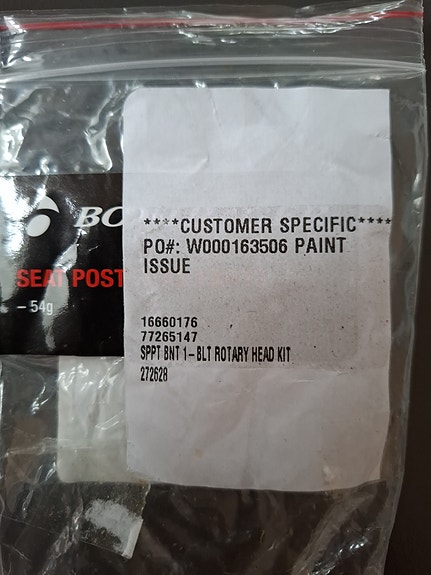 BO
SEAT POST
– 54g
****CUSTOMER SPECIFIC****
PO#: W000163506 PAINT
ISSUE
16660176
77265147
SPPT BNT 1-BLT ROTARY HEAD KIT
272628